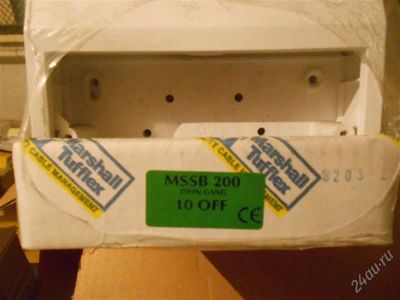 Marshall
Tufflex
CABLE MANAGEMENT
Marshall
Tufflex
CABLE MANAGEMENT
MSSB 200
TWIN GANG
10 OFF
CE
24au.ru